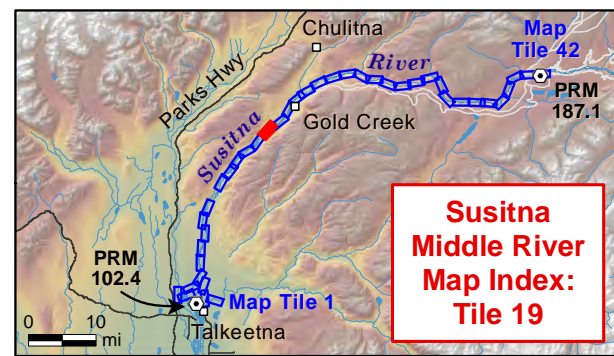 Chulitna
Map
Tile 42
River
Parks Hwy
PRM
187.1
Gold Creek
Susitna
Susitna
Middle River
Map Index:
Tile 19
PRM
102.4
Map Tile 1
0 10
mi
Talkeetna